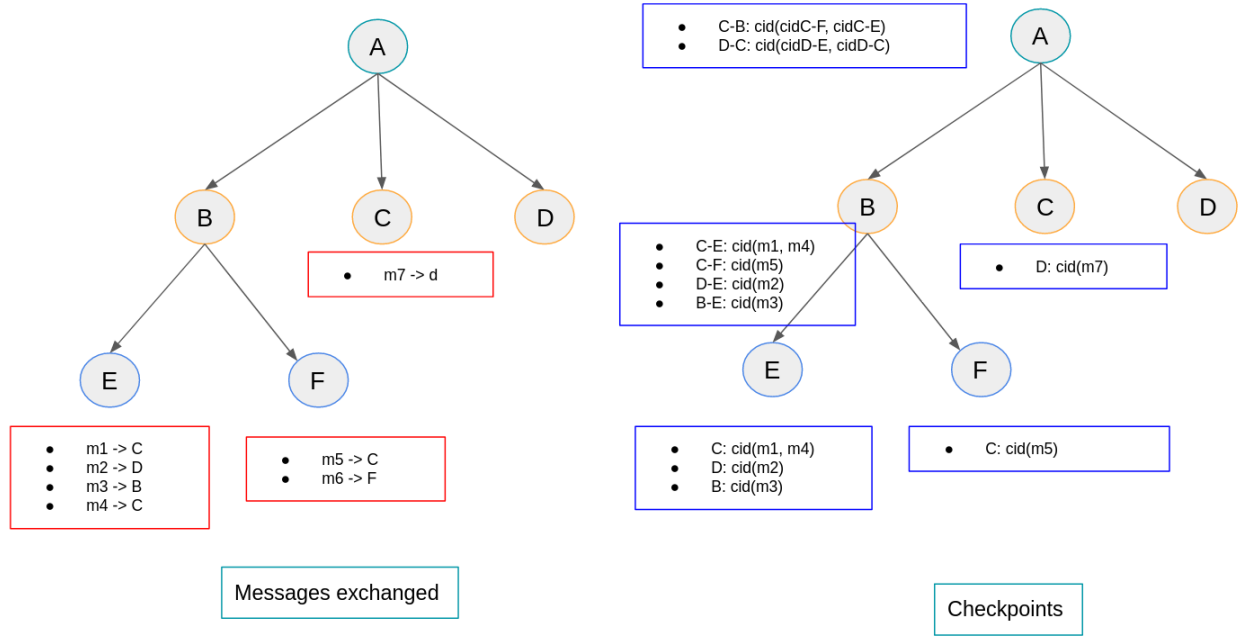 A
B
C
D
● m7 -> d
E
F
● m1 -> C
● m2 -> D
● m3 -> B
● m4 -> C
● m5 -> C
● m6 -> F
Messages exchanged
● C-B: cid(cidC-F, cidC-E)
● D-C: cid(cidD-E, cidD-C)
A
B
C
D
● C-E: cid(m1, m4)
● C-F: cid(m5)
● D-E: cid(m2)
● B-E: cid(m3)
● D: cid(m7)
E
F
● C: cid(m1, m4)
● D: cid(m2)
● B: cid(m3)
● C: cid(m5)
Checkpoints